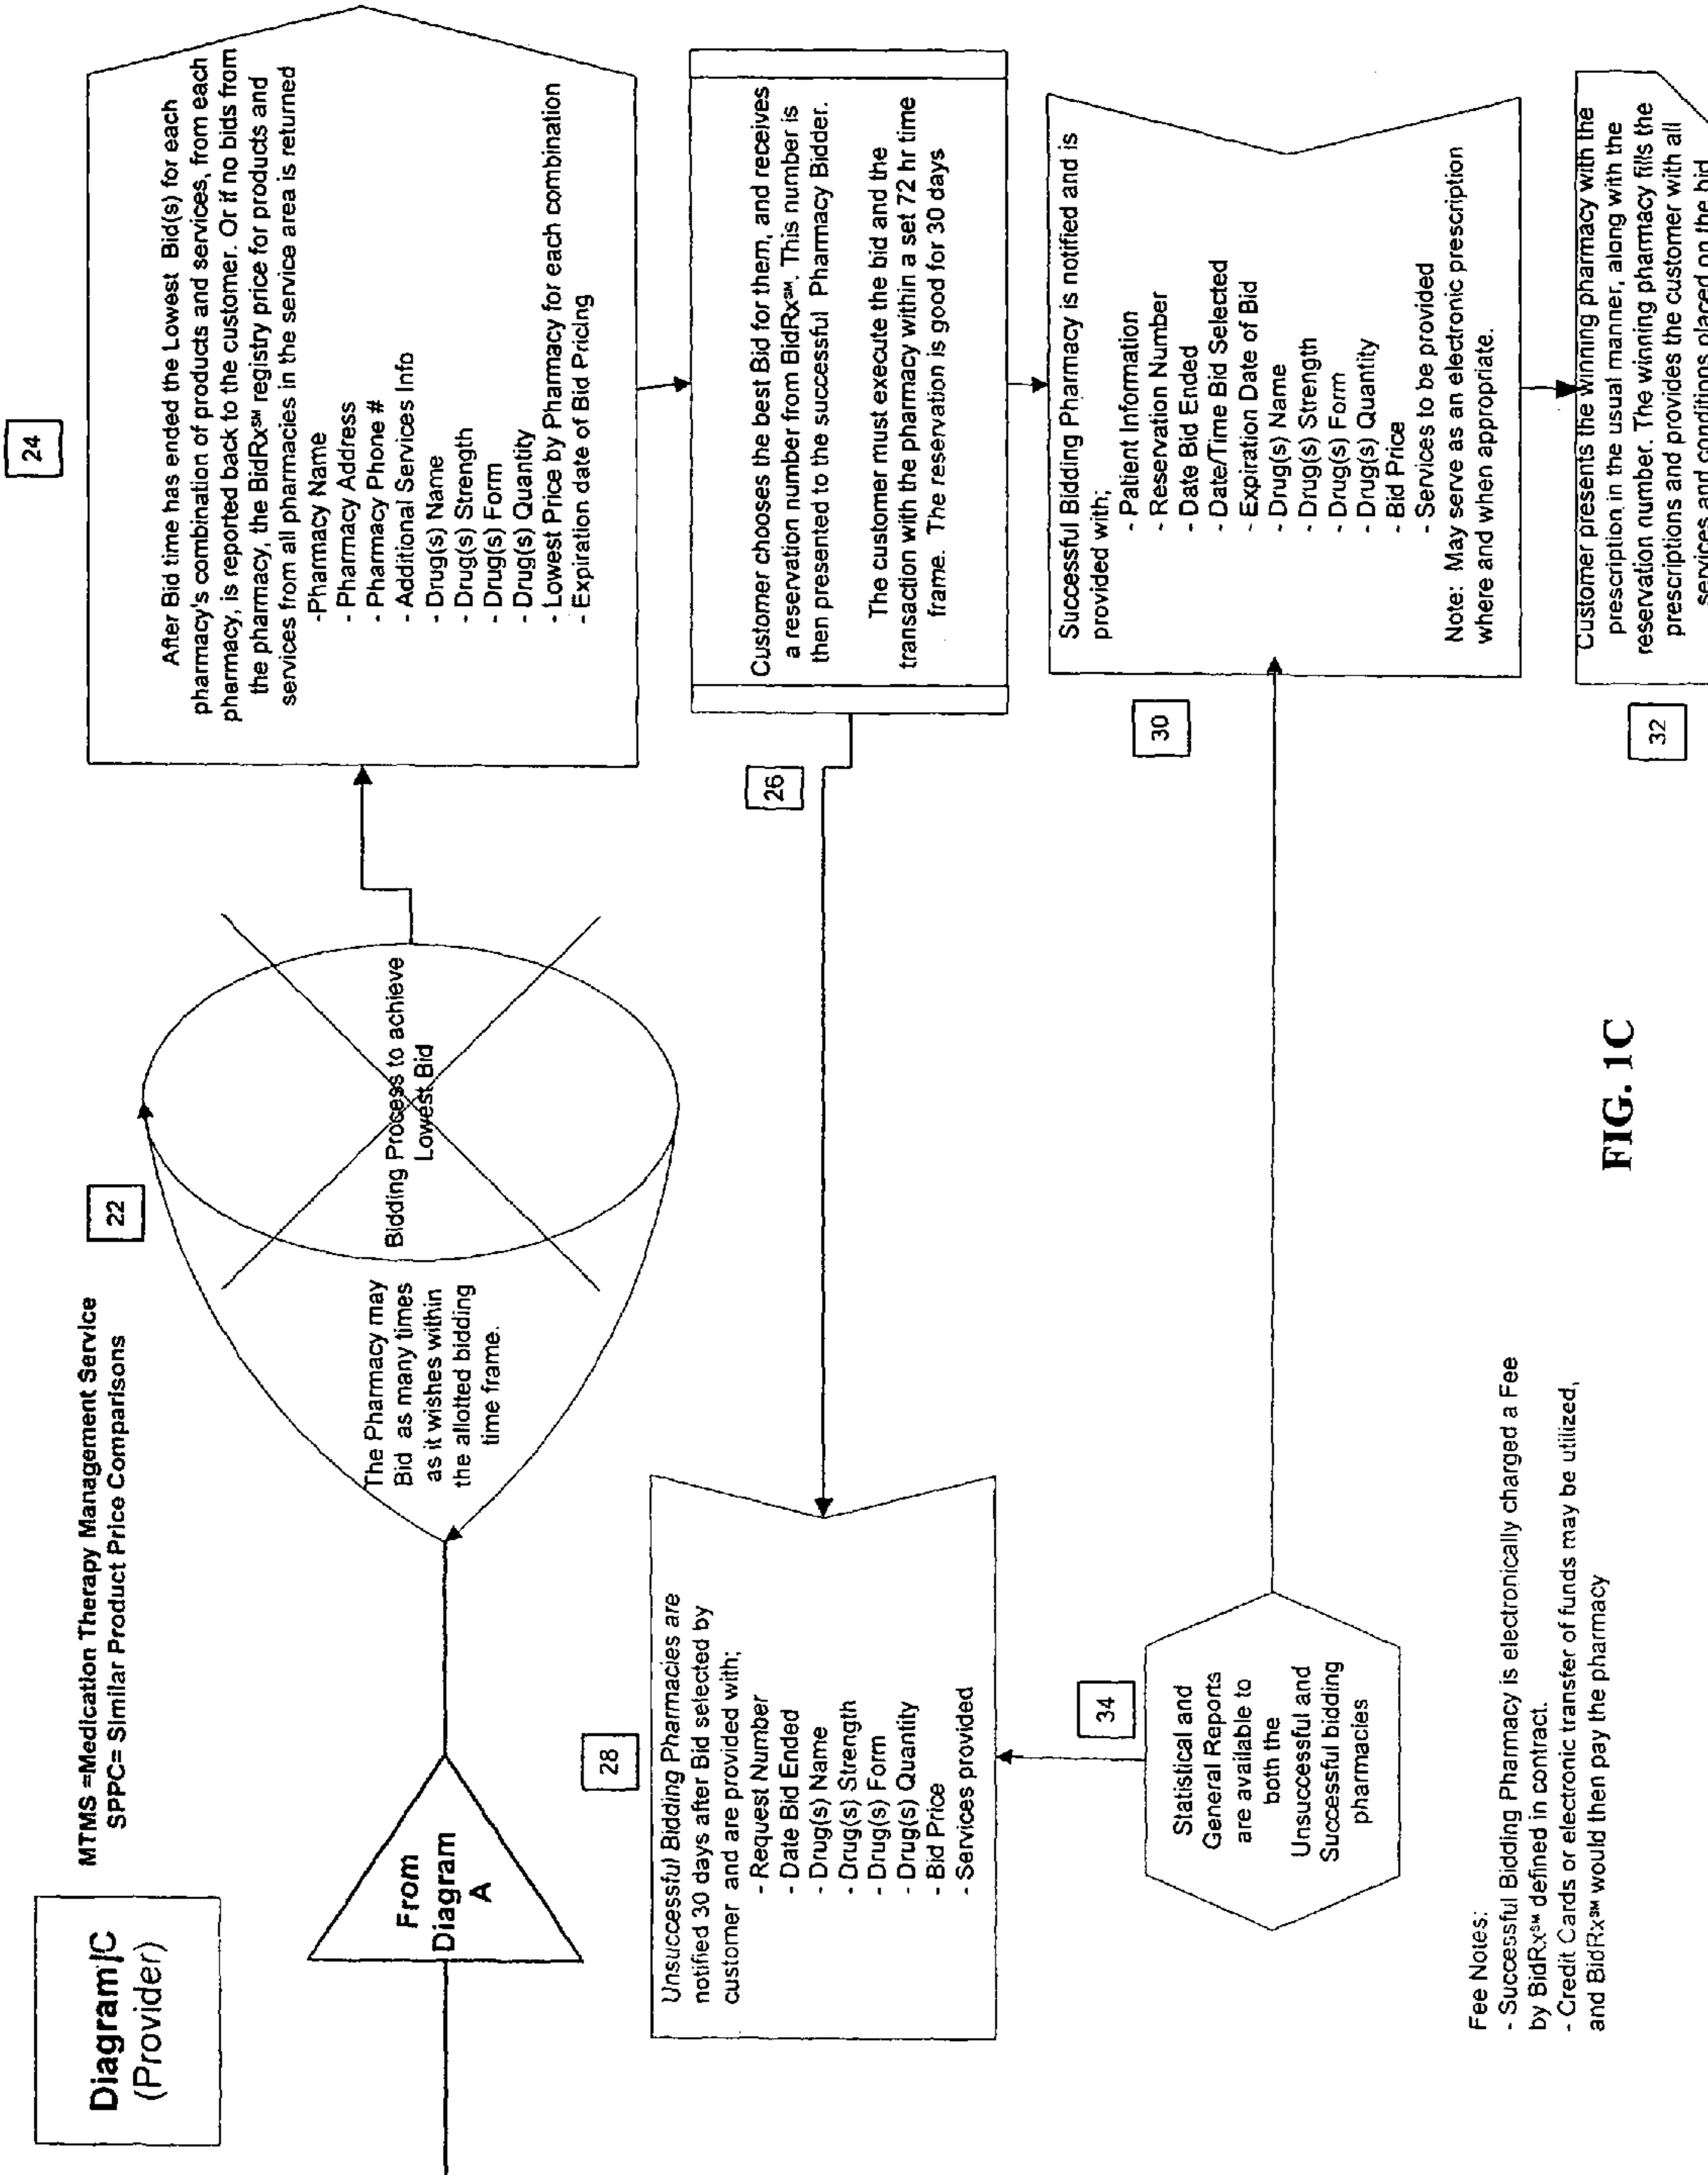 Diagram C
(Provider)
MTMS =Medication Therapy Management Service
SPPC= Similar Product Price Comparisons
22
24
From
Diagram
A
The Pharmacy may
Bid as many times
as it wishes within
the allotted bidding
time frame.
Bidding Process to achieve
Lowest Bid
After Bid time has ended the Lowest Bid(s) for each
pharmacy's combination of products and services, from each
pharmacy, is reported back to the customer. Or if no bids from
the pharmacy, the BidRx℠ registry price for products and
services from all pharmacies in the service area is returned
-Pharmacy Name
- Pharmacy Address
- Pharmacy Phone #
- Additional Services Info
- Drug(s) Name
- Drug(s) Strength
- Drug(s) Form
- Drug(s) Quantity
- Lowest Price by Pharmacy for each combination
- Expiration date of Bid Pricing
28
Unsuccessful Bidding Pharmacies are
notified 30 days after Bid selected by
customer and are provided with;
- Request Number
- Date Bid Ended
- Drug(s) Name
- Drug(s) Strength
- Drug(s) Form
- Drug(s) Quantity
- Bid Price
- Services provided
26
Customer chooses the best Bid for them, and receives
a reservation number from BidRx℠. This number is
then presented to the successful Pharmacy Bidder.
The customer must execute the bid and the
transaction with the pharmacy within a set 72 hr time
frame. The reservation is good for 30 days
34
Statistical and
General Reports
are available to
both the
Unsuccessful and
Successful bidding
pharmacies
30
Successful Bidding Pharmacy is notified and is
provided with;
- Patient Information
- Reservation Number
- Date Bid Ended
- Date/Time Bid Selected
- Expiration Date of Bid
- Drug(s) Name
- Drug(s) Strength
- Drug(s) Form
- Drug(s) Quantity
- Bid Price
- Services to be provided
Note: May serve as an electronic prescription
where and when appropriate.
Fee Notes:
- Successful Bidding Pharmacy is electronically charged a Fee
by BidRx℠ defined in contract.
- Credit Cards or electronic transfer of funds may be utilized,
and BidRx℠ would then pay the pharmacy
32
Customer presents the winning pharmacy with the
prescription in the usual manner, along with the
reservation number. The winning pharmacy fills the
prescriptions and provides the customer with all
services and conditions placed on the bid
FIG. 1C